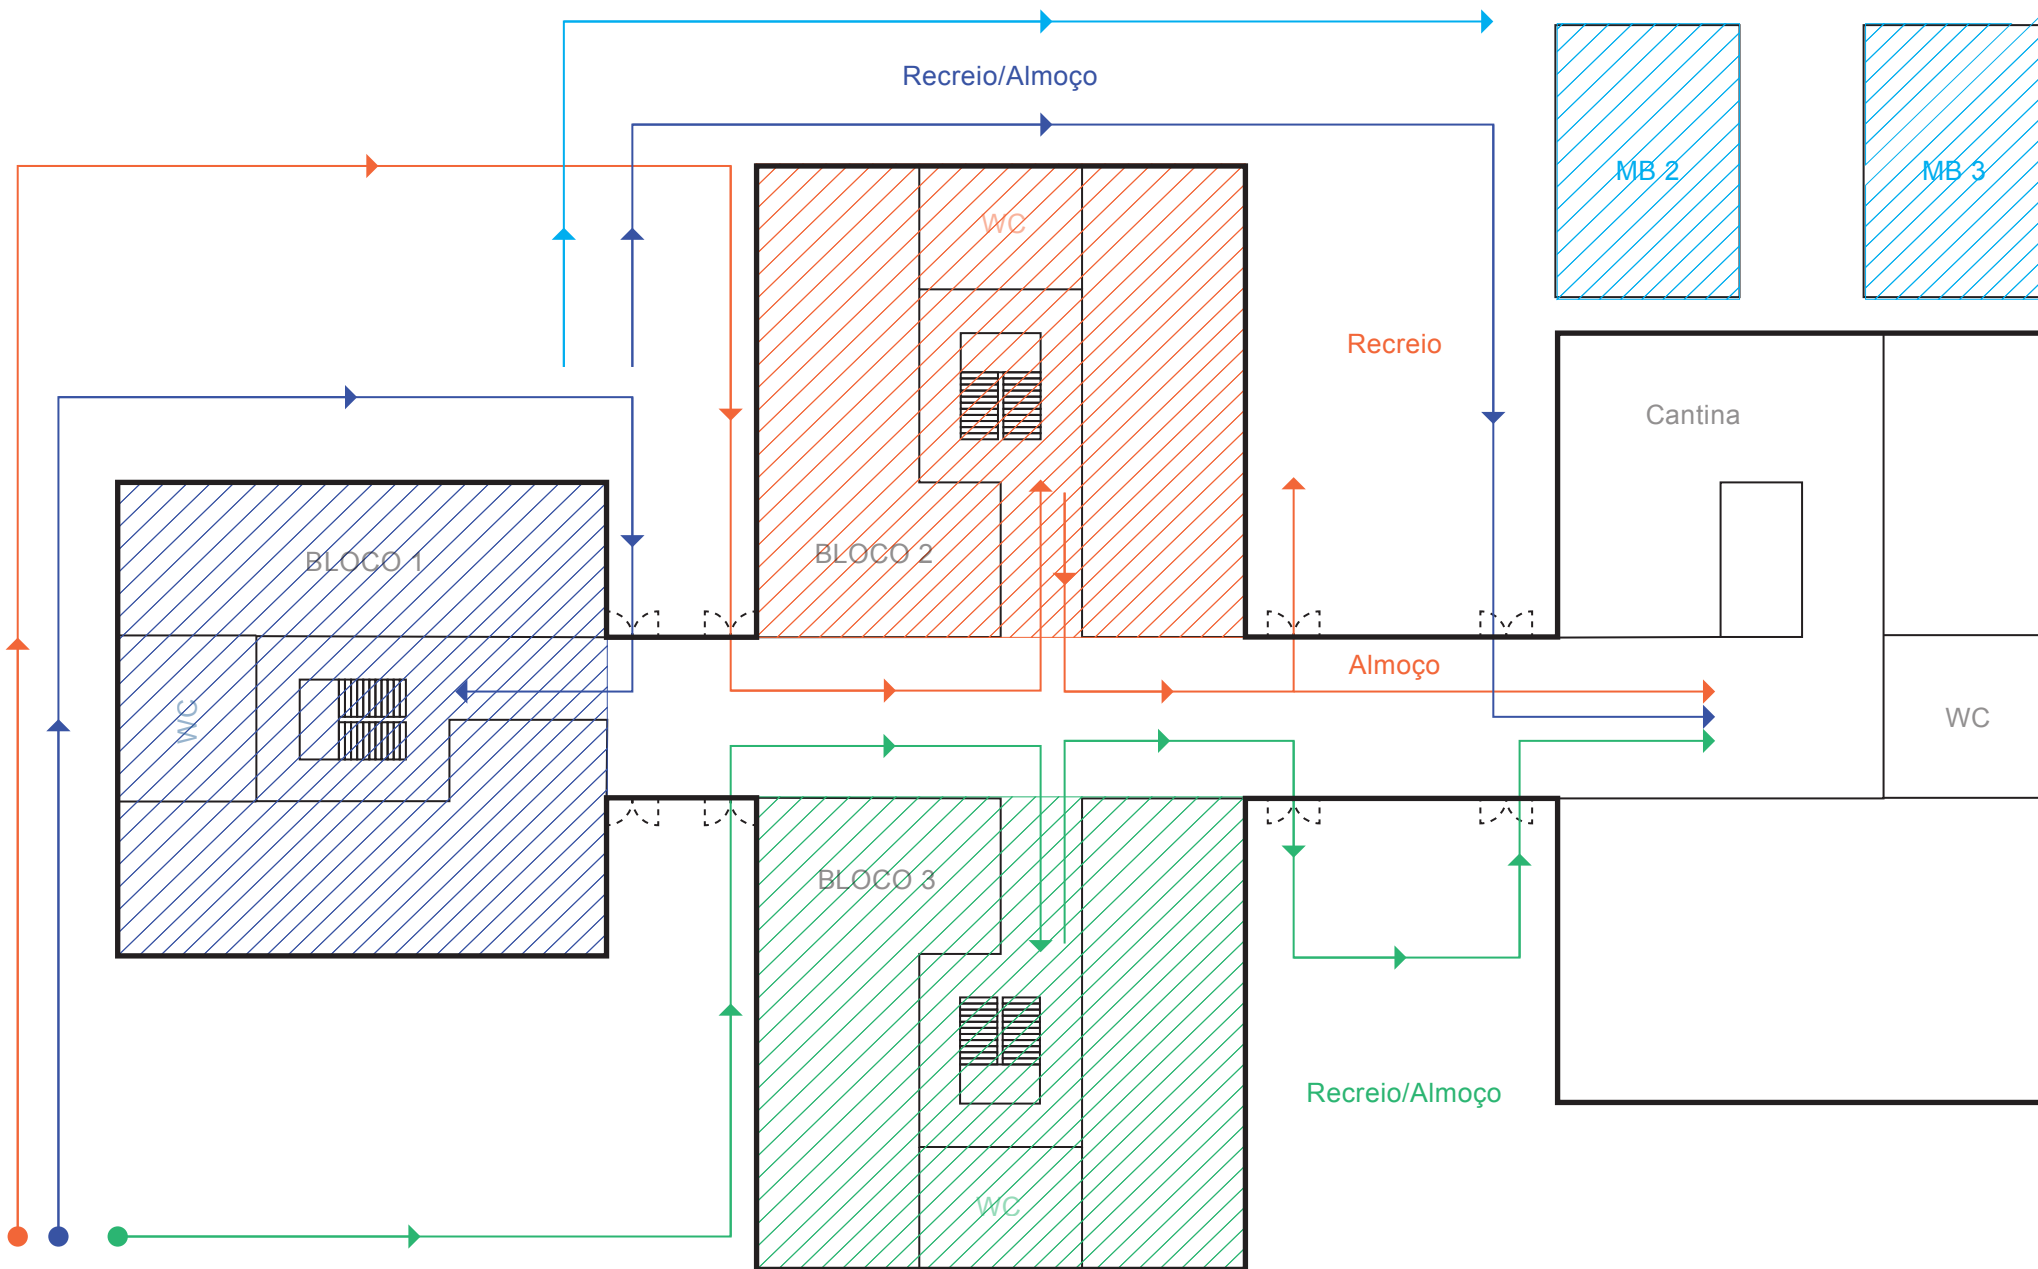 Recreio/Almoço
MB 2
MB 3
WC
Recreio
Cantina
BLOCO 1
BLOCO 2
Almoço
WC
WC
BLOCO 3
Recreio/Almoço
WC